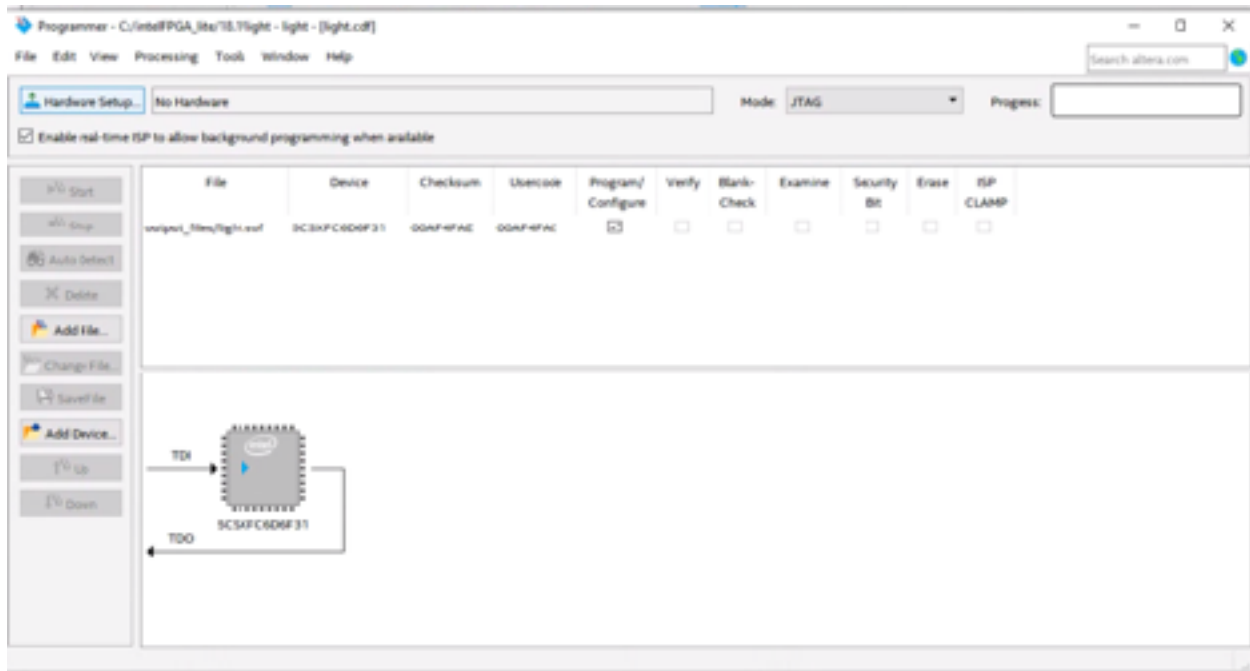 Programmer - C:/intelFPGA_lite/18.1/light - light - [light.cdf]
File Edit View Processing Tools Window Help
Search altera.com
Hardware Setup... No Hardware Mode: JTAG Progress:
Enable real-time ISP to allow background programming when available
Start
Stop
Auto Detect
Delete
Add File...
Change File...
Save File
Add Device...
Up
Down
File Device Checksum Usercode Program/ Configure Verify Blank- Check Examine Security Bit Erase ISP CLAMP
output_files/light.sof 5CSXFC6D6F31
intel
TDI
5CSXFC6D6F31
TDO